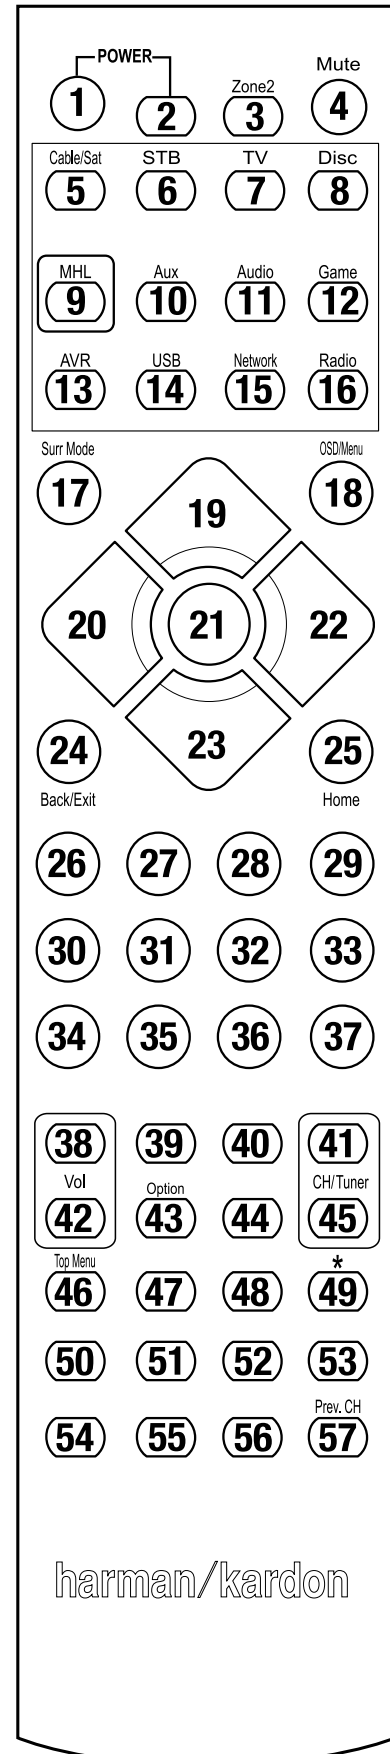 POWER
Mute
Zone2
1 2 3 4
Cable/Sat STB TV Disc
5 6 7 8
MHL Aux Audio Game
9 10 11 12
AVR USB Network Radio
13 14 15 16
Surr Mode OSD/Menu
17 18
19
20 21 22
23
24 25
Back/Exit Home
26 27 28 29
30 31 32 33
34 35 36 37
38 39 40 41
Vol Option CH/Tuner
42 43 44 45
Top Menu *
46 47 48 49
50 51 52 53
Prev. CH
54 55 56 57
harman/kardon